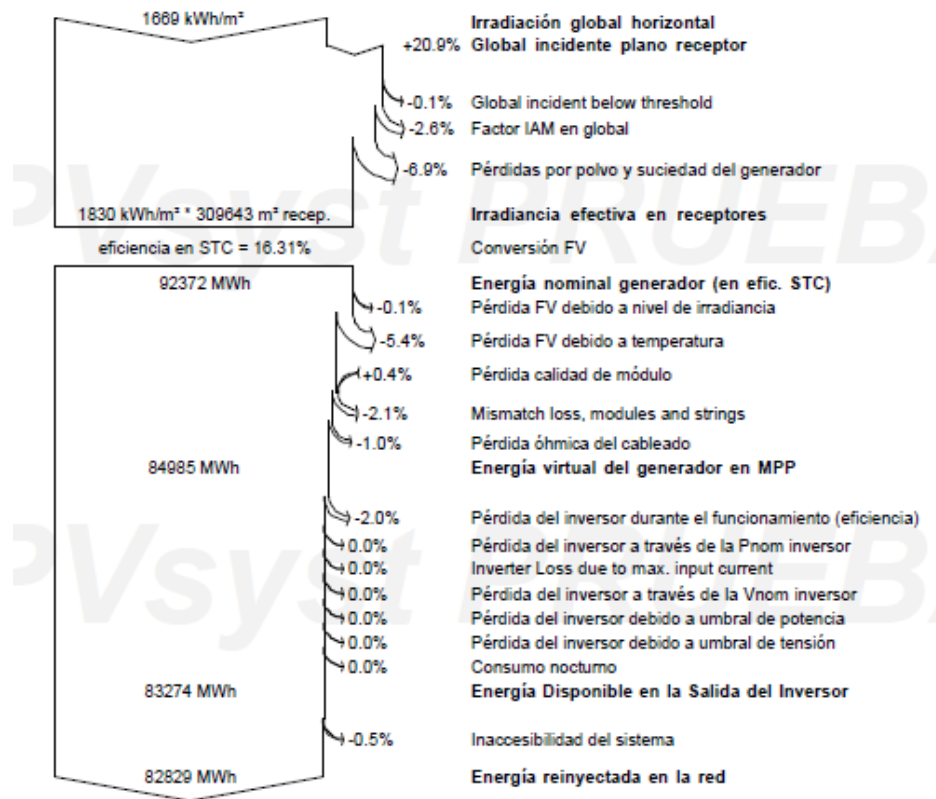 1669 kWh/m² Irradiación global horizontal
+20.9% Global incidente plano receptor
-0.1% Global incident below threshold
-2.6% Factor IAM en global
-6.9% Pérdidas por polvo y suciedad del generador
PVsyst PRUEBA
1830 kWh/m² * 309643 m² recep. Irradiancia efectiva en receptores
eficiencia en STC = 16.31% Conversión FV
92372 MWh Energía nominal generador (en efic. STC)
-0.1% Pérdida FV debido a nivel de irradiancia
-5.4% Pérdida FV debido a temperatura
+0.4% Pérdida calidad de módulo
-2.1% Mismatch loss, modules and strings
-1.0% Pérdida óhmica del cableado
84985 MWh Energía virtual del generador en MPP
-2.0% Pérdida del inversor durante el funcionamiento (eficiencia)
0.0% Pérdida del inversor a través de la Pnom inversor
0.0% Inverter Loss due to max. input current
PVsyst PRUEBA
0.0% Pérdida del inversor a través de la Vnom inversor
0.0% Pérdida del inversor debido a umbral de potencia
0.0% Pérdida del inversor debido a umbral de tensión
0.0% Consumo nocturno
83274 MWh Energía Disponible en la Salida del Inversor
-0.5% Inaccesibilidad del sistema
82829 MWh Energía reinyectada en la red